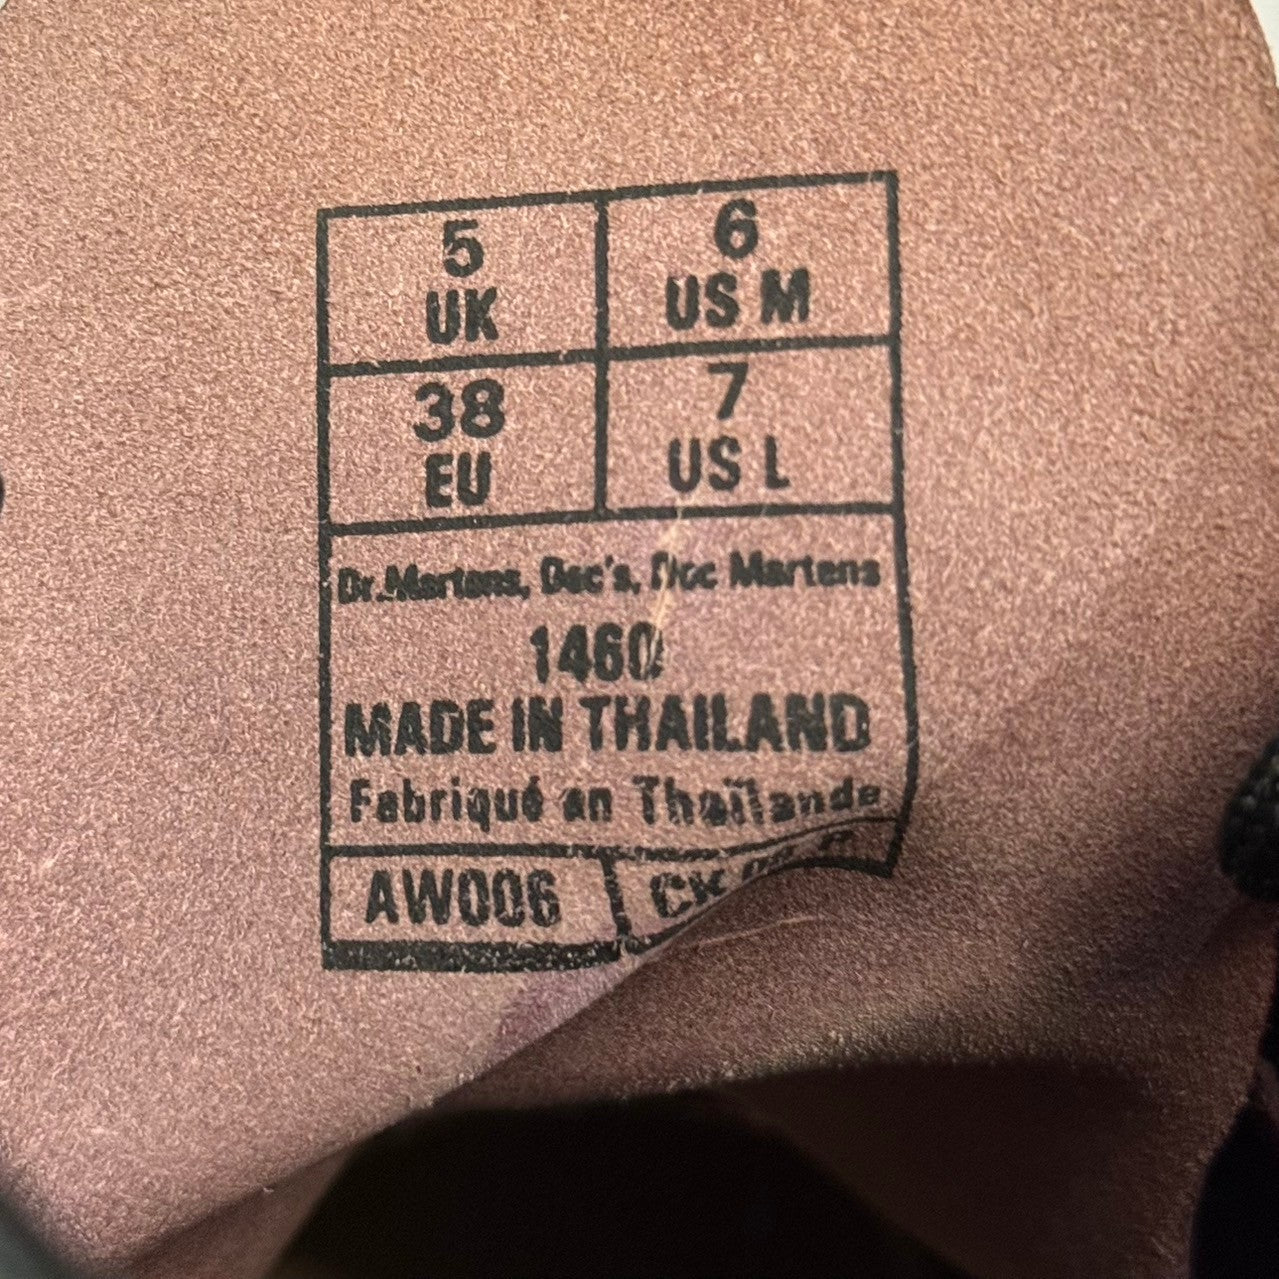 5 6
UK US M
38 7
EU US L
Dr.Martens, Doc's, Doc Martens
1460
MADE IN THAILAND
Fabriqué en Thaïlande
AW006 CK